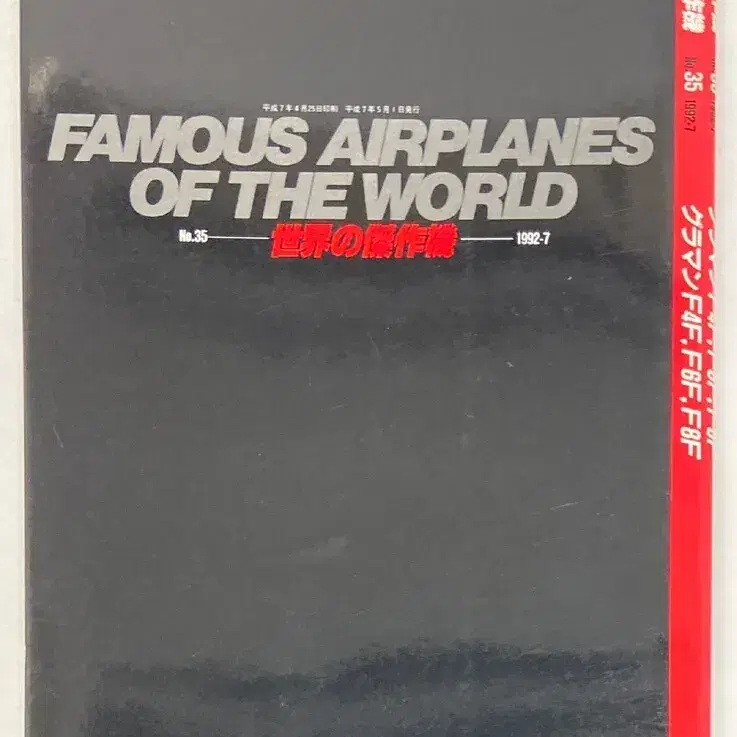 平成7年4月25日印刷 平成7年5月1日発行
FAMOUS AIRPLANES
OF THE WORLD
No.35 世界の傑作機 1992-7
作機
No.35 1992-7
グラマンF4F,F6F,F8F